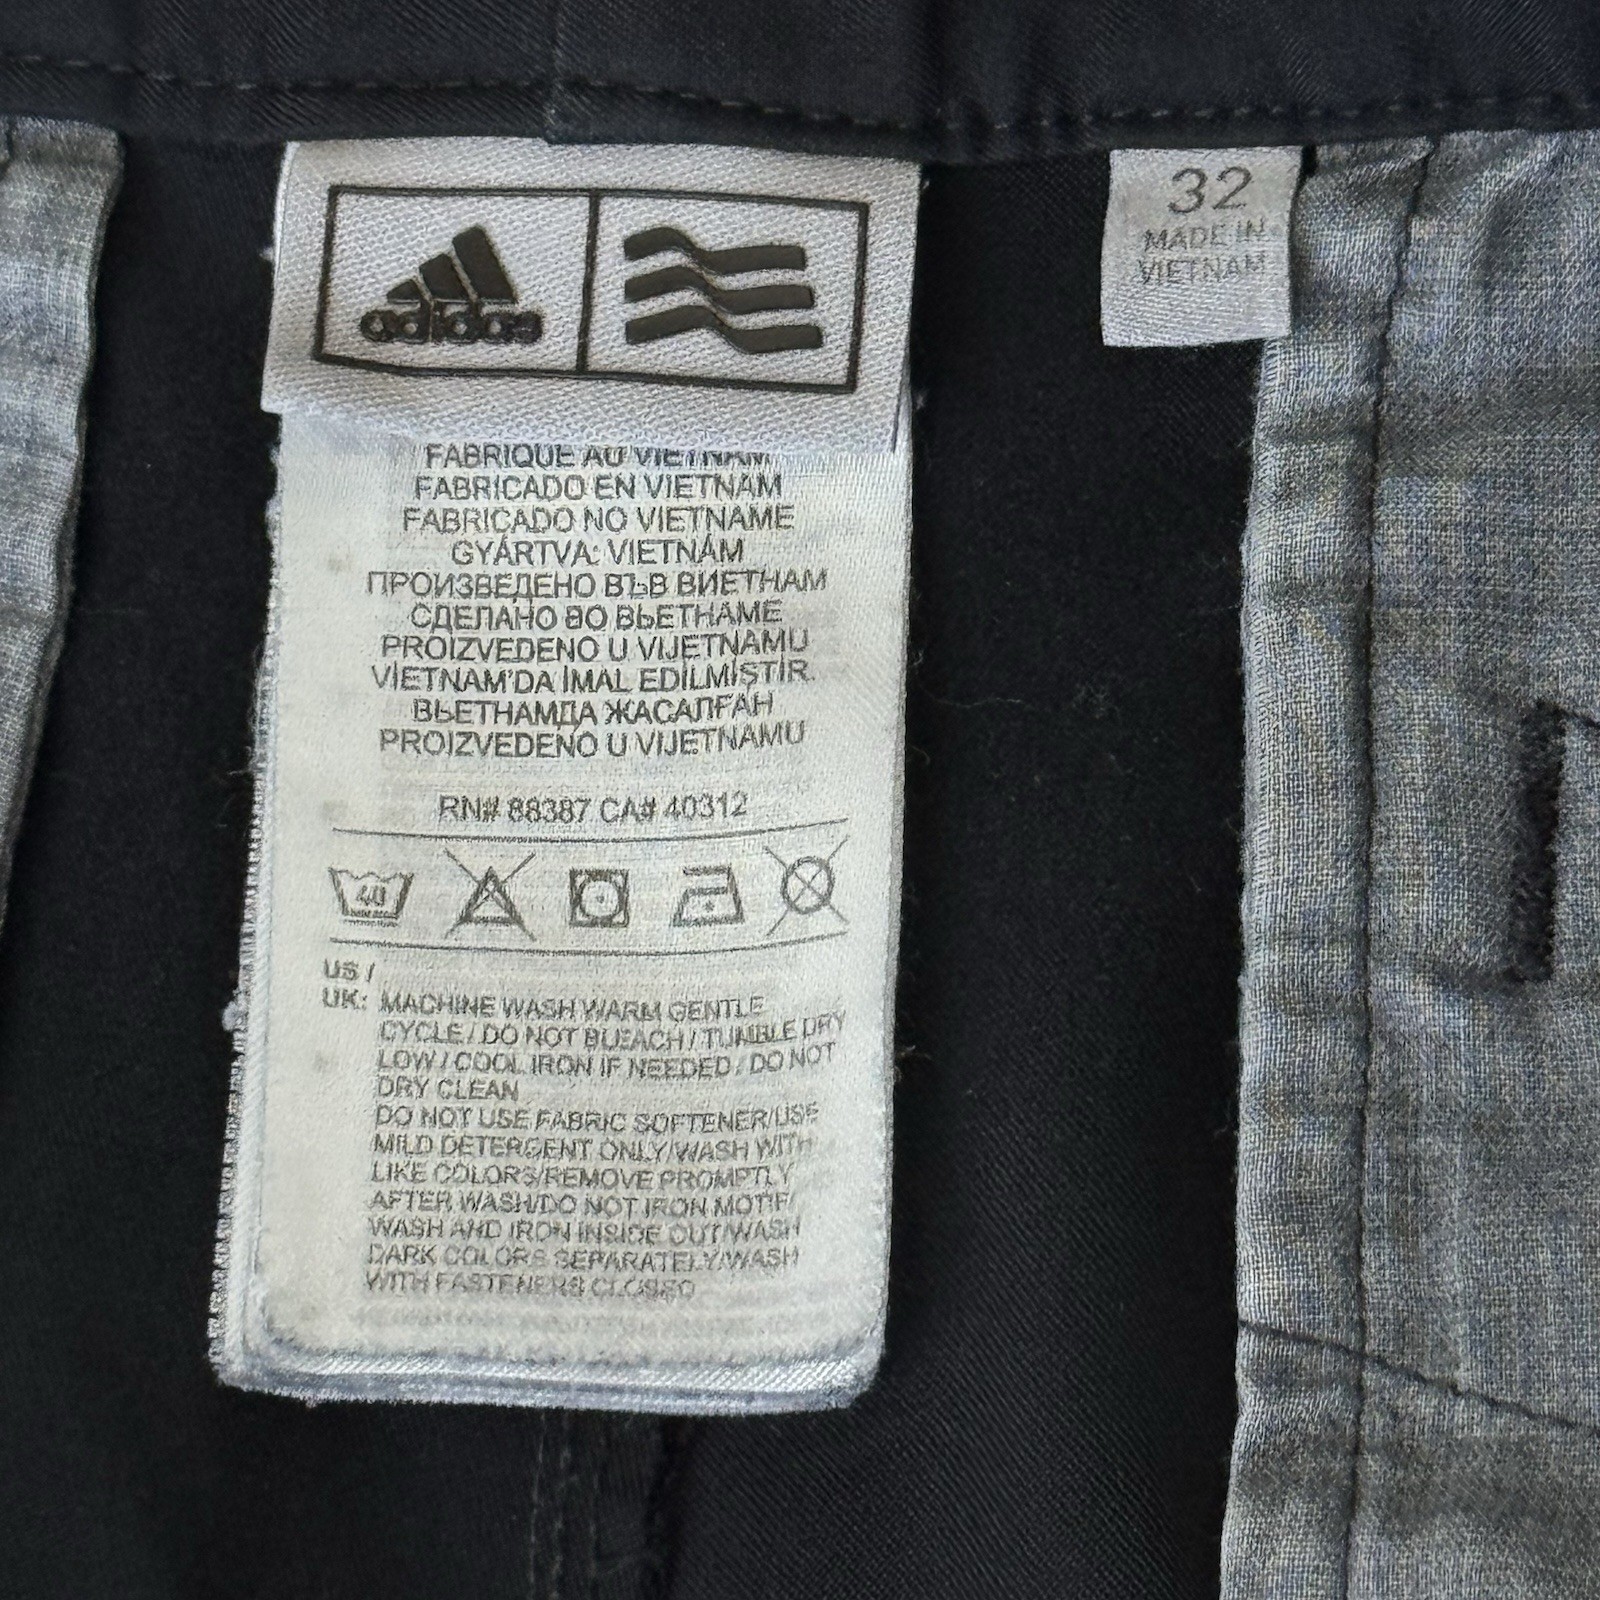 adidas
32
MADE IN
VIETNAM
FABRIQUE AU VIETNAM
FABRICADO EN VIETNAM
FABRICADO NO VIETNAME
GYÁRTVA: VIETNÁM
ПРОИЗВЕДЕНО ВЪВ ВИЕТНАМ
СДЕЛАНО ВО ВЬЕТНАМЕ
PROIZVEDENO U VIJETNAMU
VİETNAM'DA İMAL EDİLMİŞTİR.
ВЬЕТНАМДА ЖАСАЛҒАН
PROIZVEDENO U VIJETNAMU
RN# 88387 CA# 40312
40
US /
UK: MACHINE WASH WARM GENTLE
CYCLE / DO NOT BLEACH / TUMBLE DRY
LOW / COOL IRON IF NEEDED / DO NOT
DRY CLEAN
DO NOT USE FABRIC SOFTENER/USE
MILD DETERGENT ONLY/WASH WITH
LIKE COLORS/REMOVE PROMPTLY
AFTER WASH/DO NOT IRON MOTIF/
WASH AND IRON INSIDE OUT/WASH
DARK COLORS SEPARATELY/WASH
WITH FASTENERS CLOSED